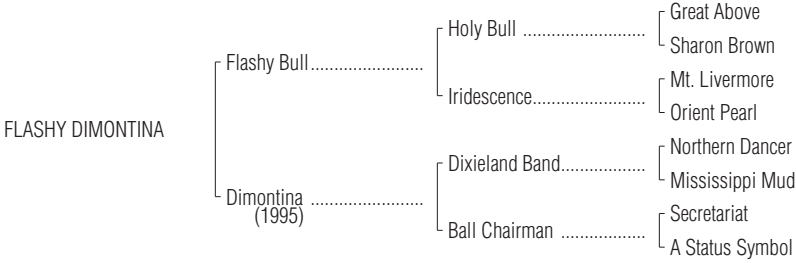 Great Above
Holy Bull ..........................
Sharon Brown
Flashy Bull........................
Mt. Livermore
Iridescence........................
Orient Pearl
FLASHY DIMONTINA
Northern Dancer
Dixieland Band..................
Mississippi Mud
Dimontina ........................
(1995)
Secretariat
Ball Chairman ..................
A Status Symbol